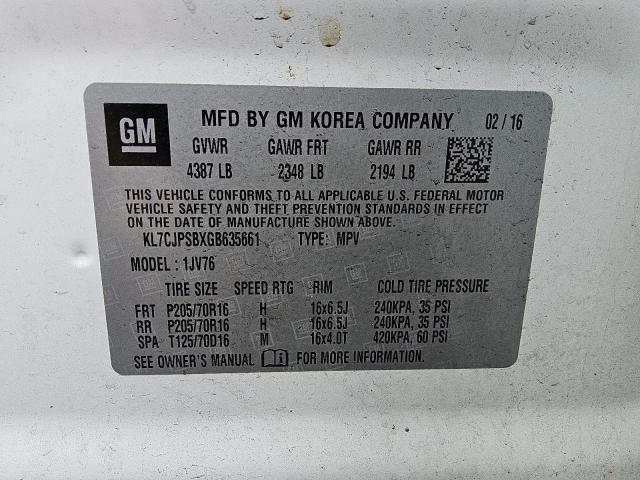 GM
MFD BY GM KOREA COMPANY 02/16
GVWR GAWR FRT GAWR RR
4387 LB 2348 LB 2194 LB
THIS VEHICLE CONFORMS TO ALL APPLICABLE U.S. FEDERAL MOTOR
VEHICLE SAFETY AND THEFT PREVENTION STANDARDS IN EFFECT
ON THE DATE OF MANUFACTURE SHOWN ABOVE.
KL7CJPSBXGB635661 TYPE: MPV
MODEL: 1JV76
TIRE SIZE SPEED RTG RIM COLD TIRE PRESSURE
FRT P205/70R16 H 16x6.5J 240KPA, 35 PSI
RR P205/70R16 H 16x6.5J 240KPA, 35 PSI
SPA T125/70D16 M 16x4.0T 420KPA, 60 PSI
SEE OWNER'S MANUAL FOR MORE INFORMATION.